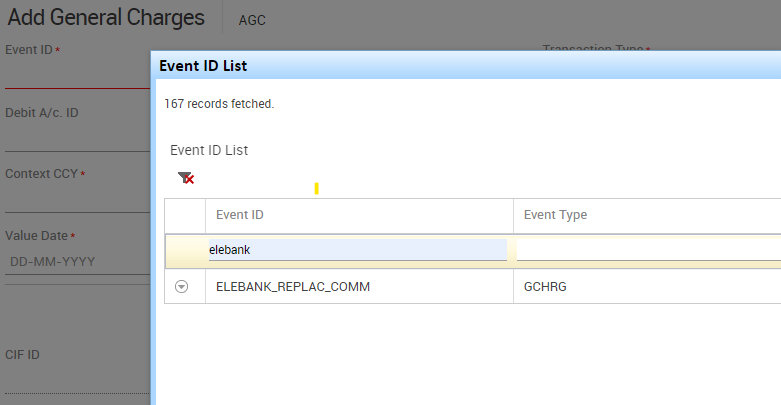 Add General Charges AGC
Event ID *
Transaction Type *
Event ID List
167 records fetched.
Debit A/c. ID
Event ID List
Context CCY *
Event ID Event Type
Value Date *
elebank
DD-MM-YYYY
ELEBANK_REPLAC_COMM GCHRG
CIF ID